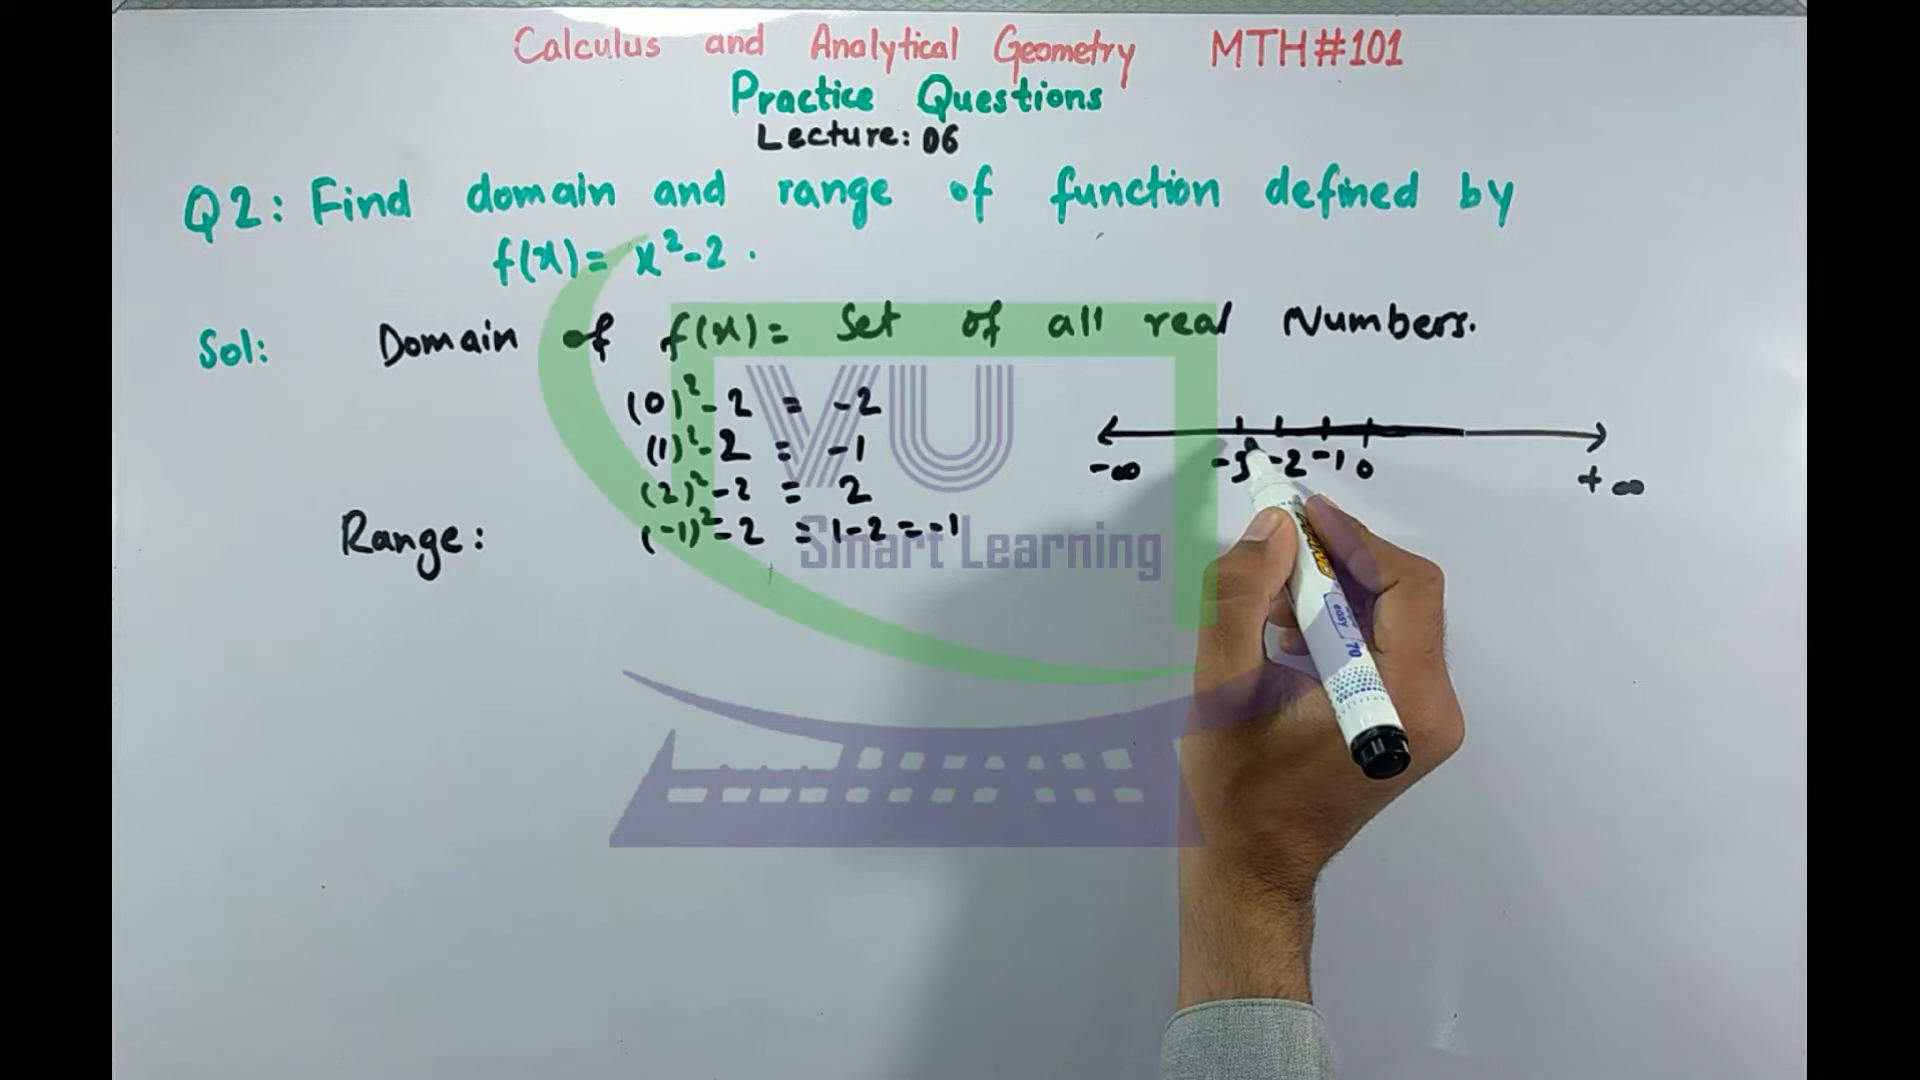 Calculus and Analytical Geometry MTH#101
Practice Questions
Lecture: 06
Q2: Find domain and range of function defined by
f(x) = x²-2.
Sol: Domain of f(x) = Set of all real Numbers.
(0)²-2 = -2
(1)²-2 = -1
(2)²-2 = 2
Range: (-1)²-2 = 1-2 = -1
-∞ -3 -2 -1 0 +∞
VU
Smart Learning
easy
70